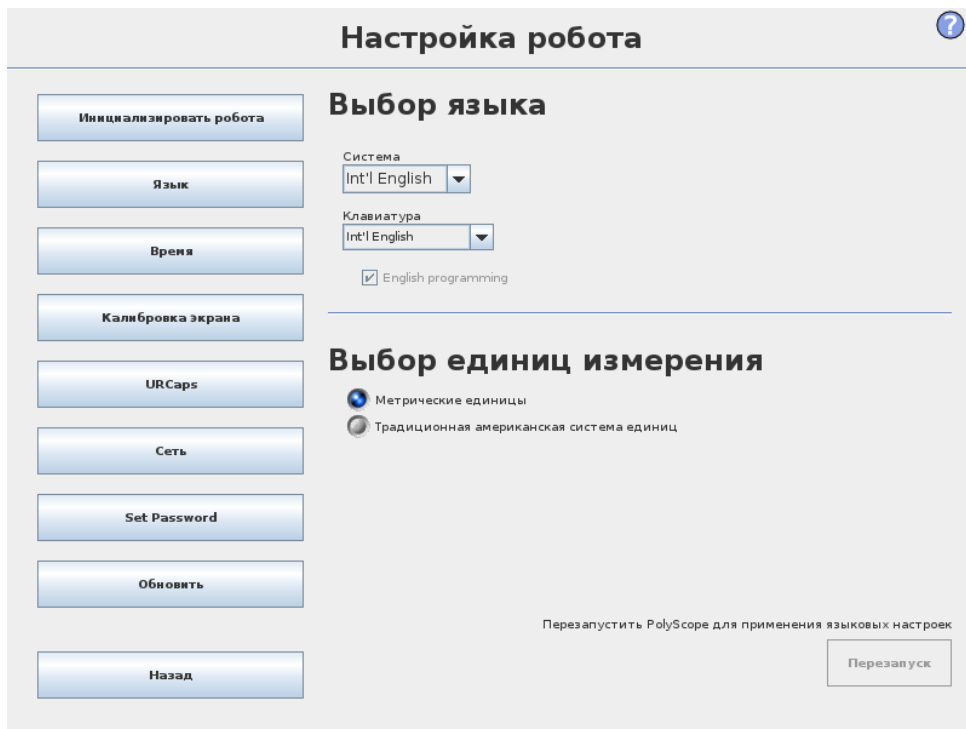 Настройка робота
?
Инициализировать робота
Язык
Время
Калибровка экрана
URCaps
Сеть
Set Password
Обновить
Назад
Выбор языка
Система
Int'l English
Клавиатура
Int'l English
English programming
Выбор единиц измерения
Метрические единицы
Традиционная американская система единиц
Перезапустить PolyScope для применения языковых настроек
Перезапуск